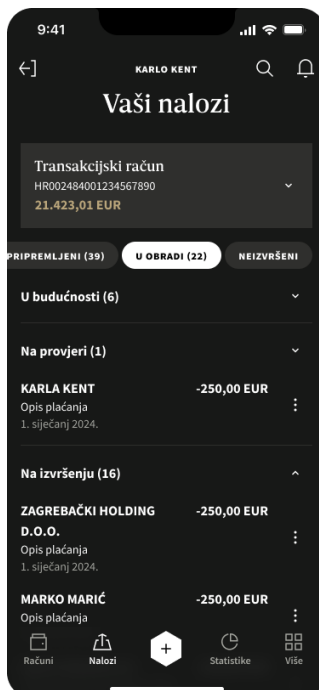 9:41
KARLO KENT
Vaši nalozi
Transakcijski račun
HR002484001234567890
21.423,01 EUR
PRIPREMLJENI (39)
U OBRADI (22)
NEIZVRŠENI
U budućnosti (6)
Na provjeri (1)
KARLA KENT
-250,00 EUR
Opis plaćanja
1. siječanj 2024.
Na izvršenju (16)
ZAGREBAČKI HOLDING
-250,00 EUR
D.O.O.
Opis plaćanja
1. siječanj 2024.
MARKO MARIĆ
-250,00 EUR
Opis plaćanja
Računi
Nalozi
Statistike
Više